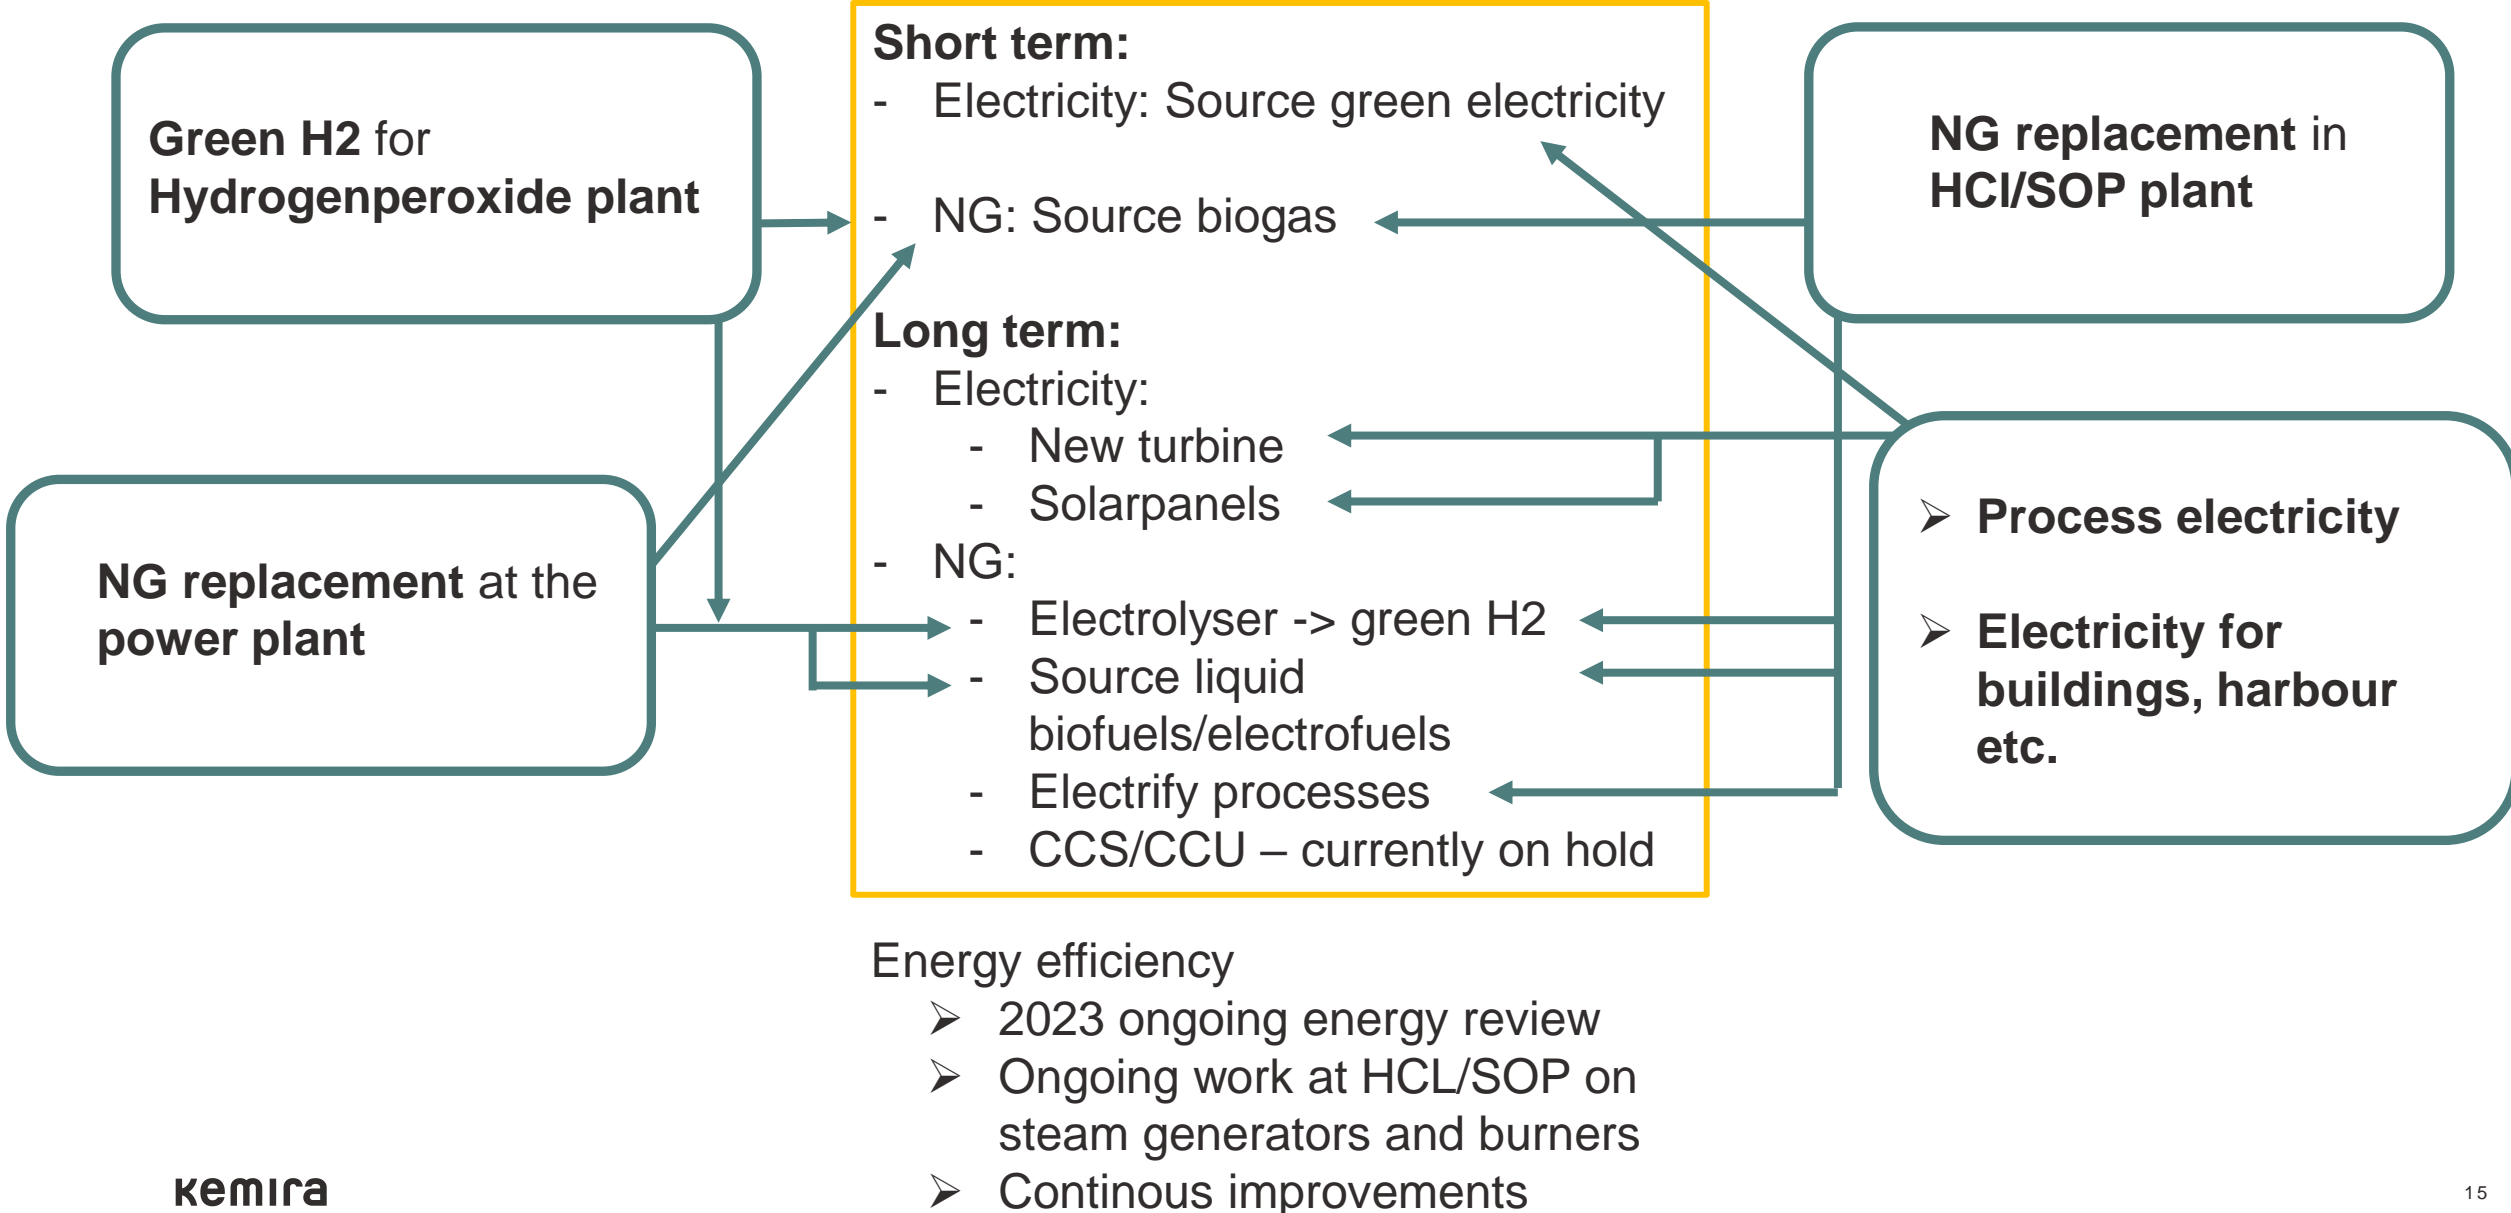 Green H2 for
Hydrogenperoxide plant
NG replacement at the
power plant
Short term:
- Electricity: Source green electricity
- NG: Source biogas
Long term:
- Electricity:
- New turbine
- Solarpanels
- NG:
- Electrolyser -> green H2
- Source liquid
biofuels/electrofuels
- Electrify processes
- CCS/CCU – currently on hold
NG replacement in
HCl/SOP plant
➢ Process electricity
➢ Electricity for
buildings, harbour
etc.
Energy efficiency
➢ 2023 ongoing energy review
➢ Ongoing work at HCL/SOP on
steam generators and burners
➢ Continous improvements
kemira
15